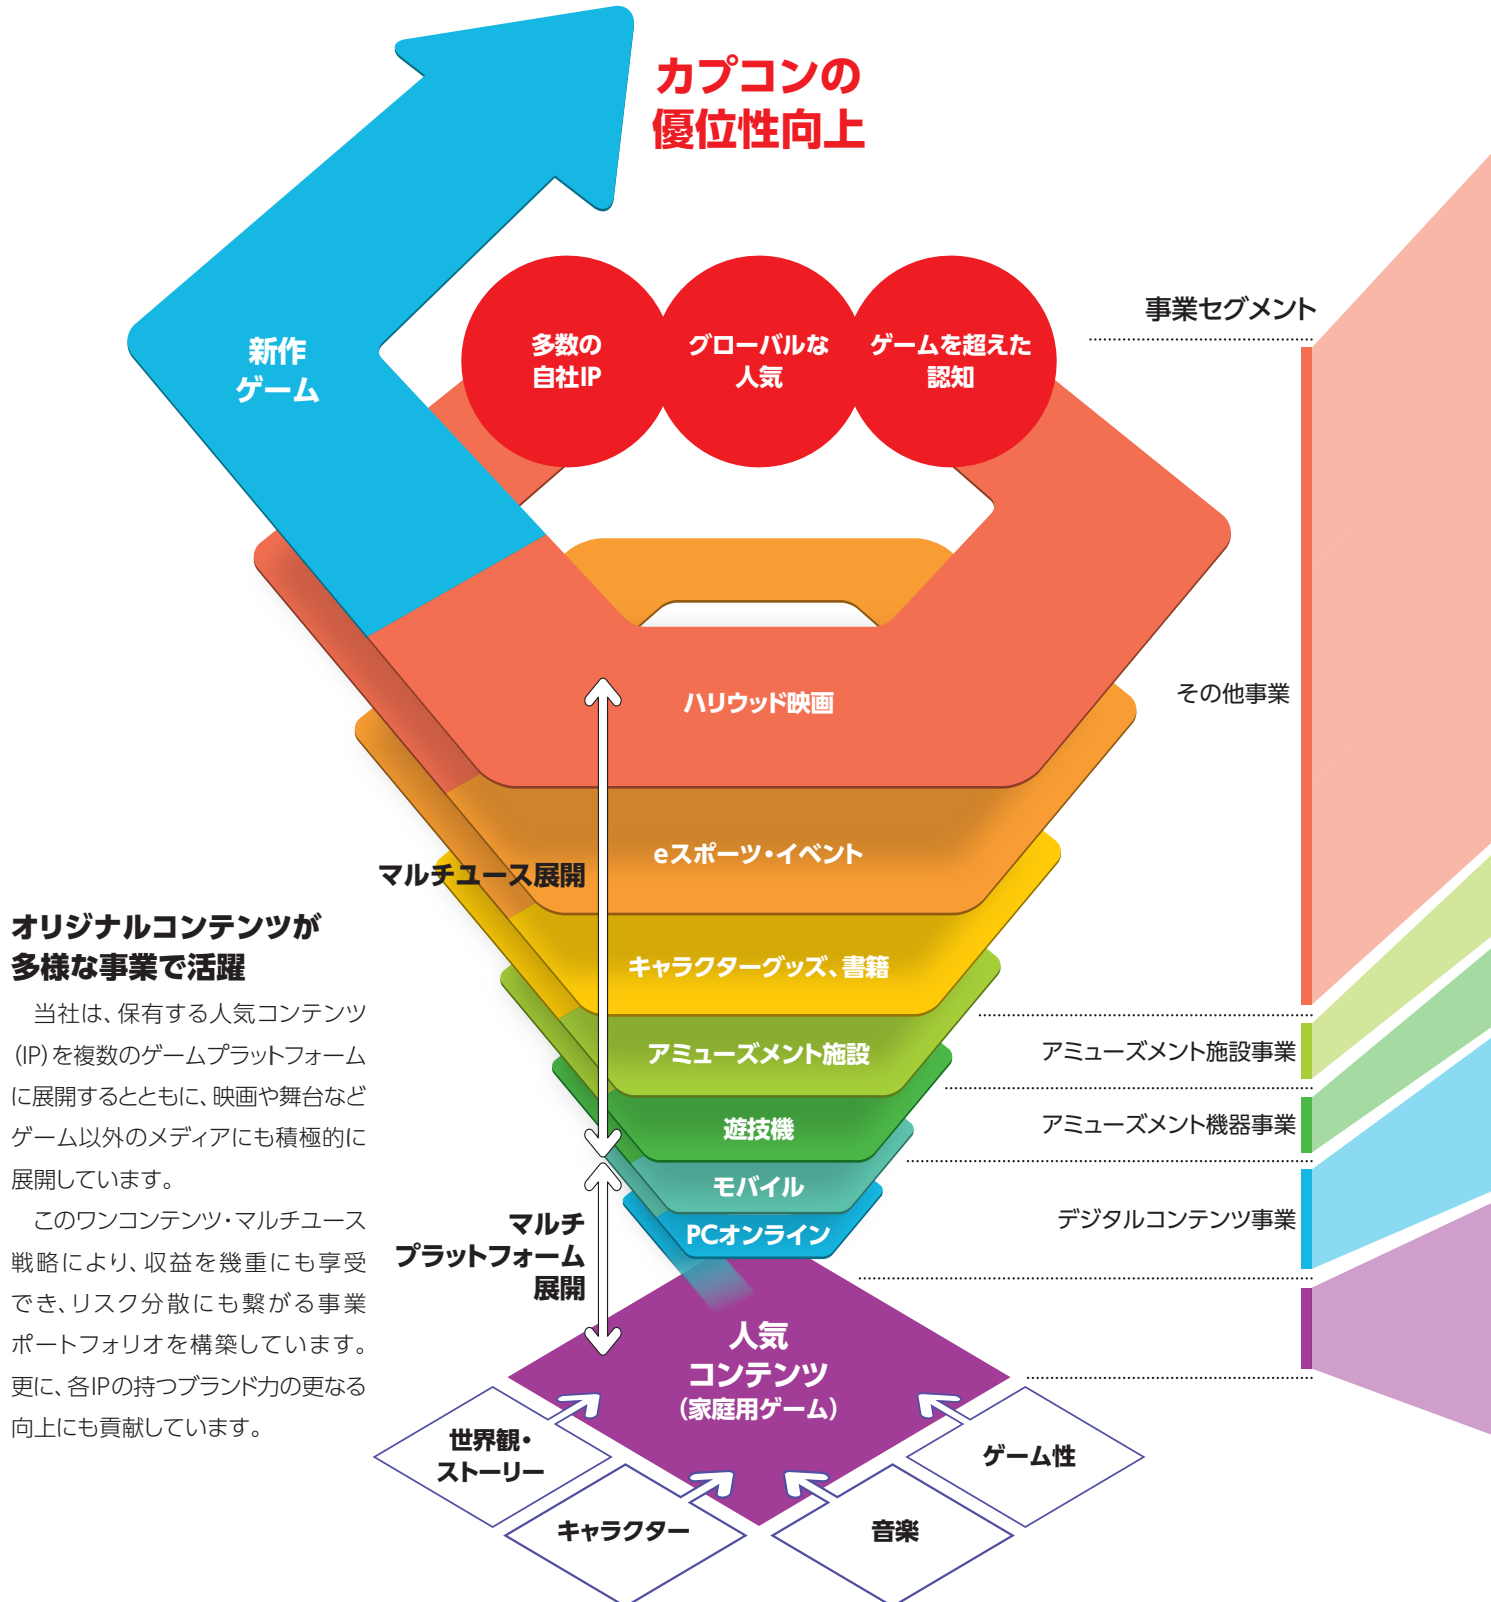 カプコンの
優位性向上
新作
ゲーム
多数の
自社IP
グローバルな
人気
ゲームを超えた
認知
事業セグメント
ハリウッド映画
その他事業
eスポーツ・イベント
マルチユース展開
キャラクターグッズ、書籍
アミューズメント施設
アミューズメント施設事業
遊技機
アミューズメント機器事業
モバイル
PCオンライン
デジタルコンテンツ事業
マルチ
プラットフォーム
展開
人気
コンテンツ
(家庭用ゲーム)
世界観・
ストーリー
キャラクター
音楽
ゲーム性
オリジナルコンテンツが
多様な事業で活躍
当社は、保有する人気コンテンツ
(IP)を複数のゲームプラットフォーム
に展開するとともに、映画や舞台など
ゲーム以外のメディアにも積極的に
展開しています。
このワンコンテンツ・マルチユース
戦略により、収益を幾重にも享受
でき、リスク分散にも繋がる事業
ポートフォリオを構築しています。
更に、各IPの持つブランド力の更なる
向上にも貢献しています。